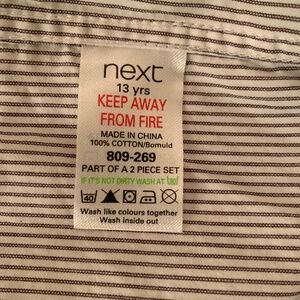 next
13 yrs
KEEP AWAY
FROM FIRE
MADE IN CHINA
100% COTTON/Bomuld
809-269
PART OF A 2 PIECE SET
IF IT'S NOT DIRTY WASH AT 30°
40
Wash like colours together
Wash inside out